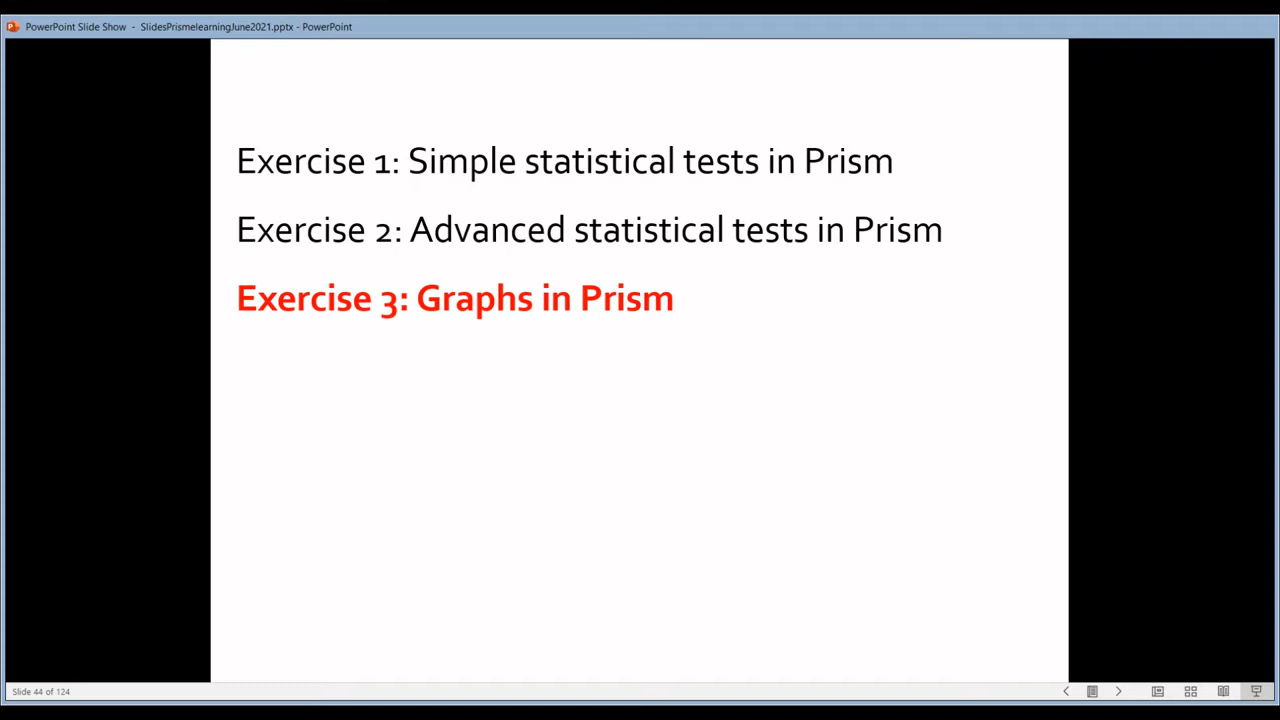 PowerPoint Slide Show - SlidesPrismelearningJune2021.pptx - PowerPoint
Exercise 1: Simple statistical tests in Prism
Exercise 2: Advanced statistical tests in Prism
Exercise 3: Graphs in Prism
Slide 44 of 124